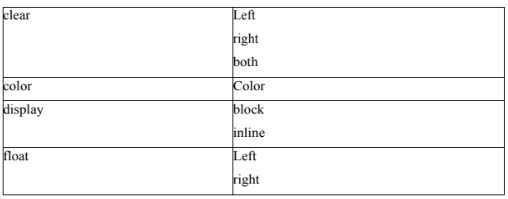 clear Left
right
both
color Color
display block
inline
float Left
right